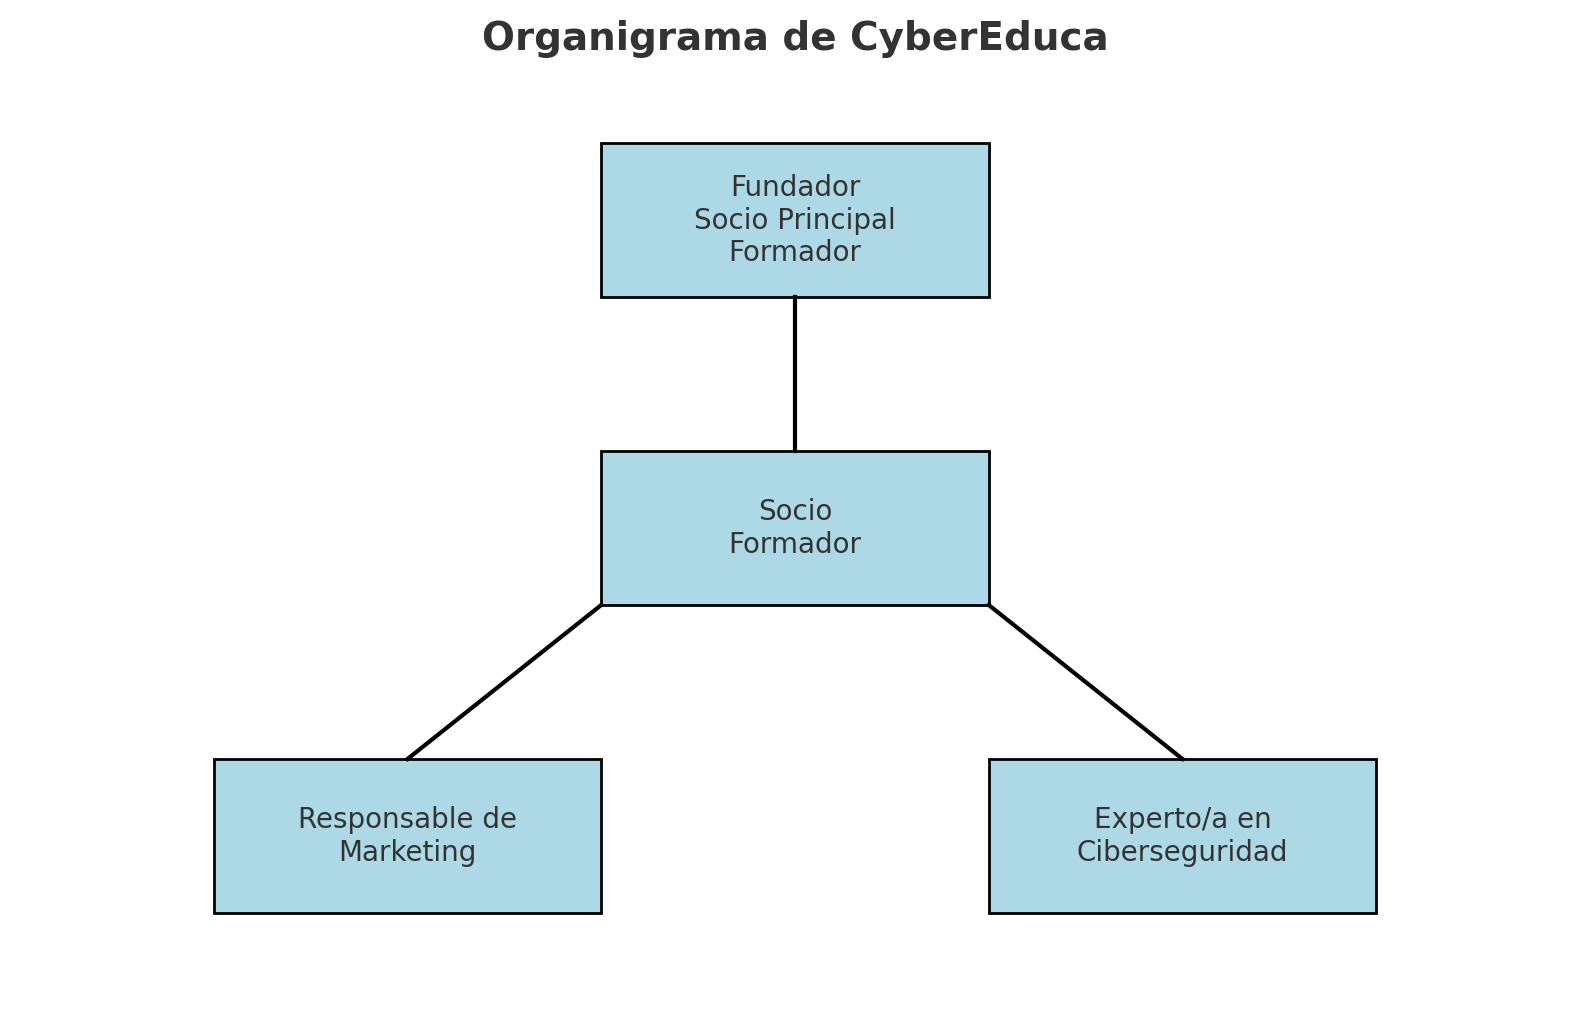 Organigrama de CyberEduca
Fundador
Socio Principal
Formador
Socio
Formador
Responsable de
Marketing
Experto/a en
Ciberseguridad